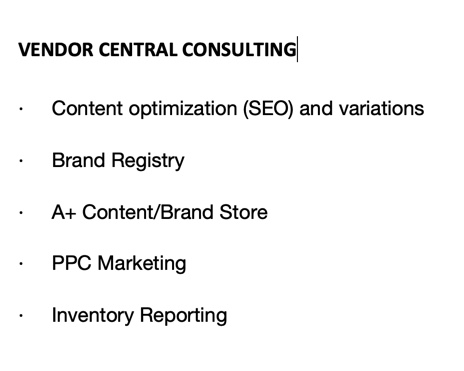 VENDOR CENTRAL CONSULTING
· Content optimization (SEO) and variations
· Brand Registry
· A+ Content/Brand Store
· PPC Marketing
· Inventory Reporting